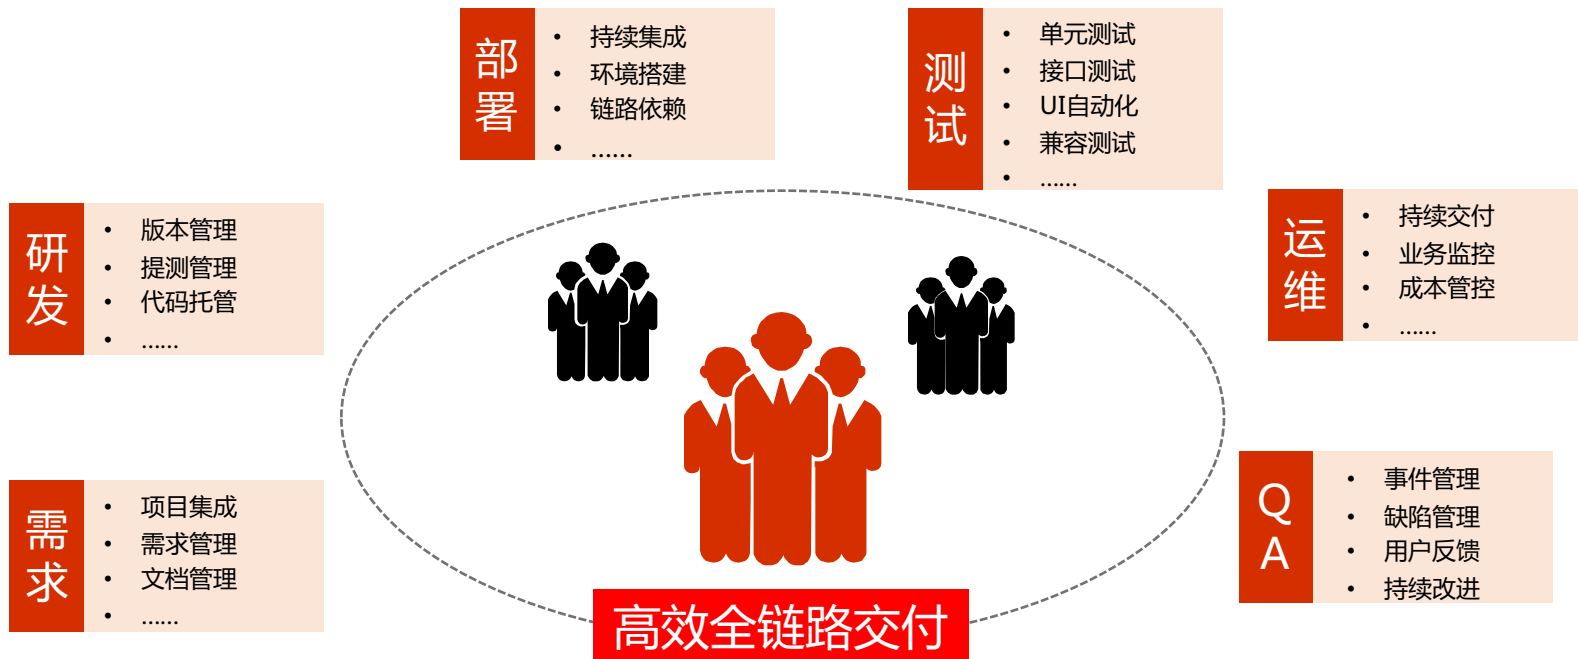 部署
• 持续集成
• 环境搭建
• 链路依赖
• ……
测试
• 单元测试
• 接口测试
• UI自动化
• 兼容测试
• ……
研发
• 版本管理
• 提测管理
• 代码托管
• ……
运维
• 持续交付
• 业务监控
• 成本管控
• ……
需求
• 项目集成
• 需求管理
• 文档管理
• ……
QA
• 事件管理
• 缺陷管理
• 用户反馈
• 持续改进
高效全链路交付